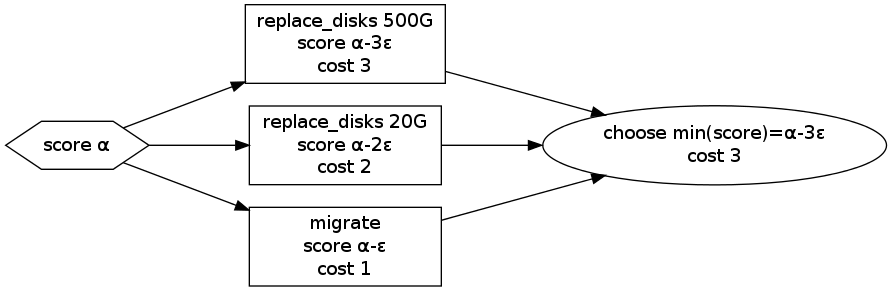 score α
replace_disks 500G
score α-3ε
cost 3
replace_disks 20G
score α-2ε
cost 2
migrate
score α-ε
cost 1
choose min(score)=α-3ε
cost 3